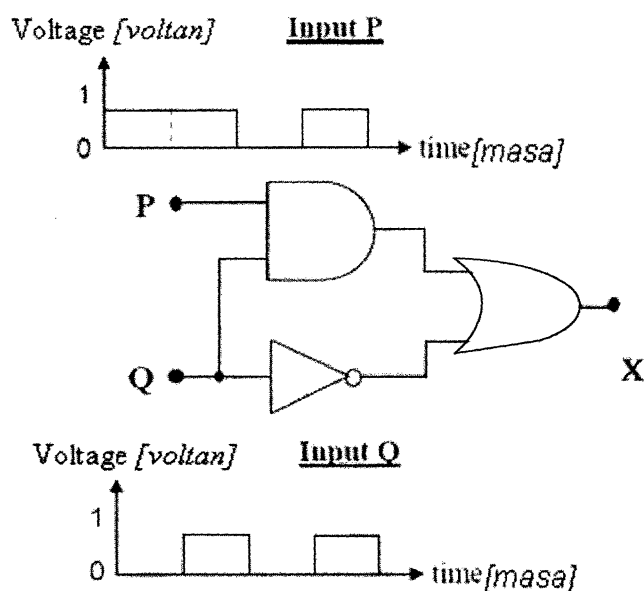 Voltage [voltan] Input P
1
0
time[masa]
P
Q
X
Voltage [voltan] Input Q
1
0
time[masa]